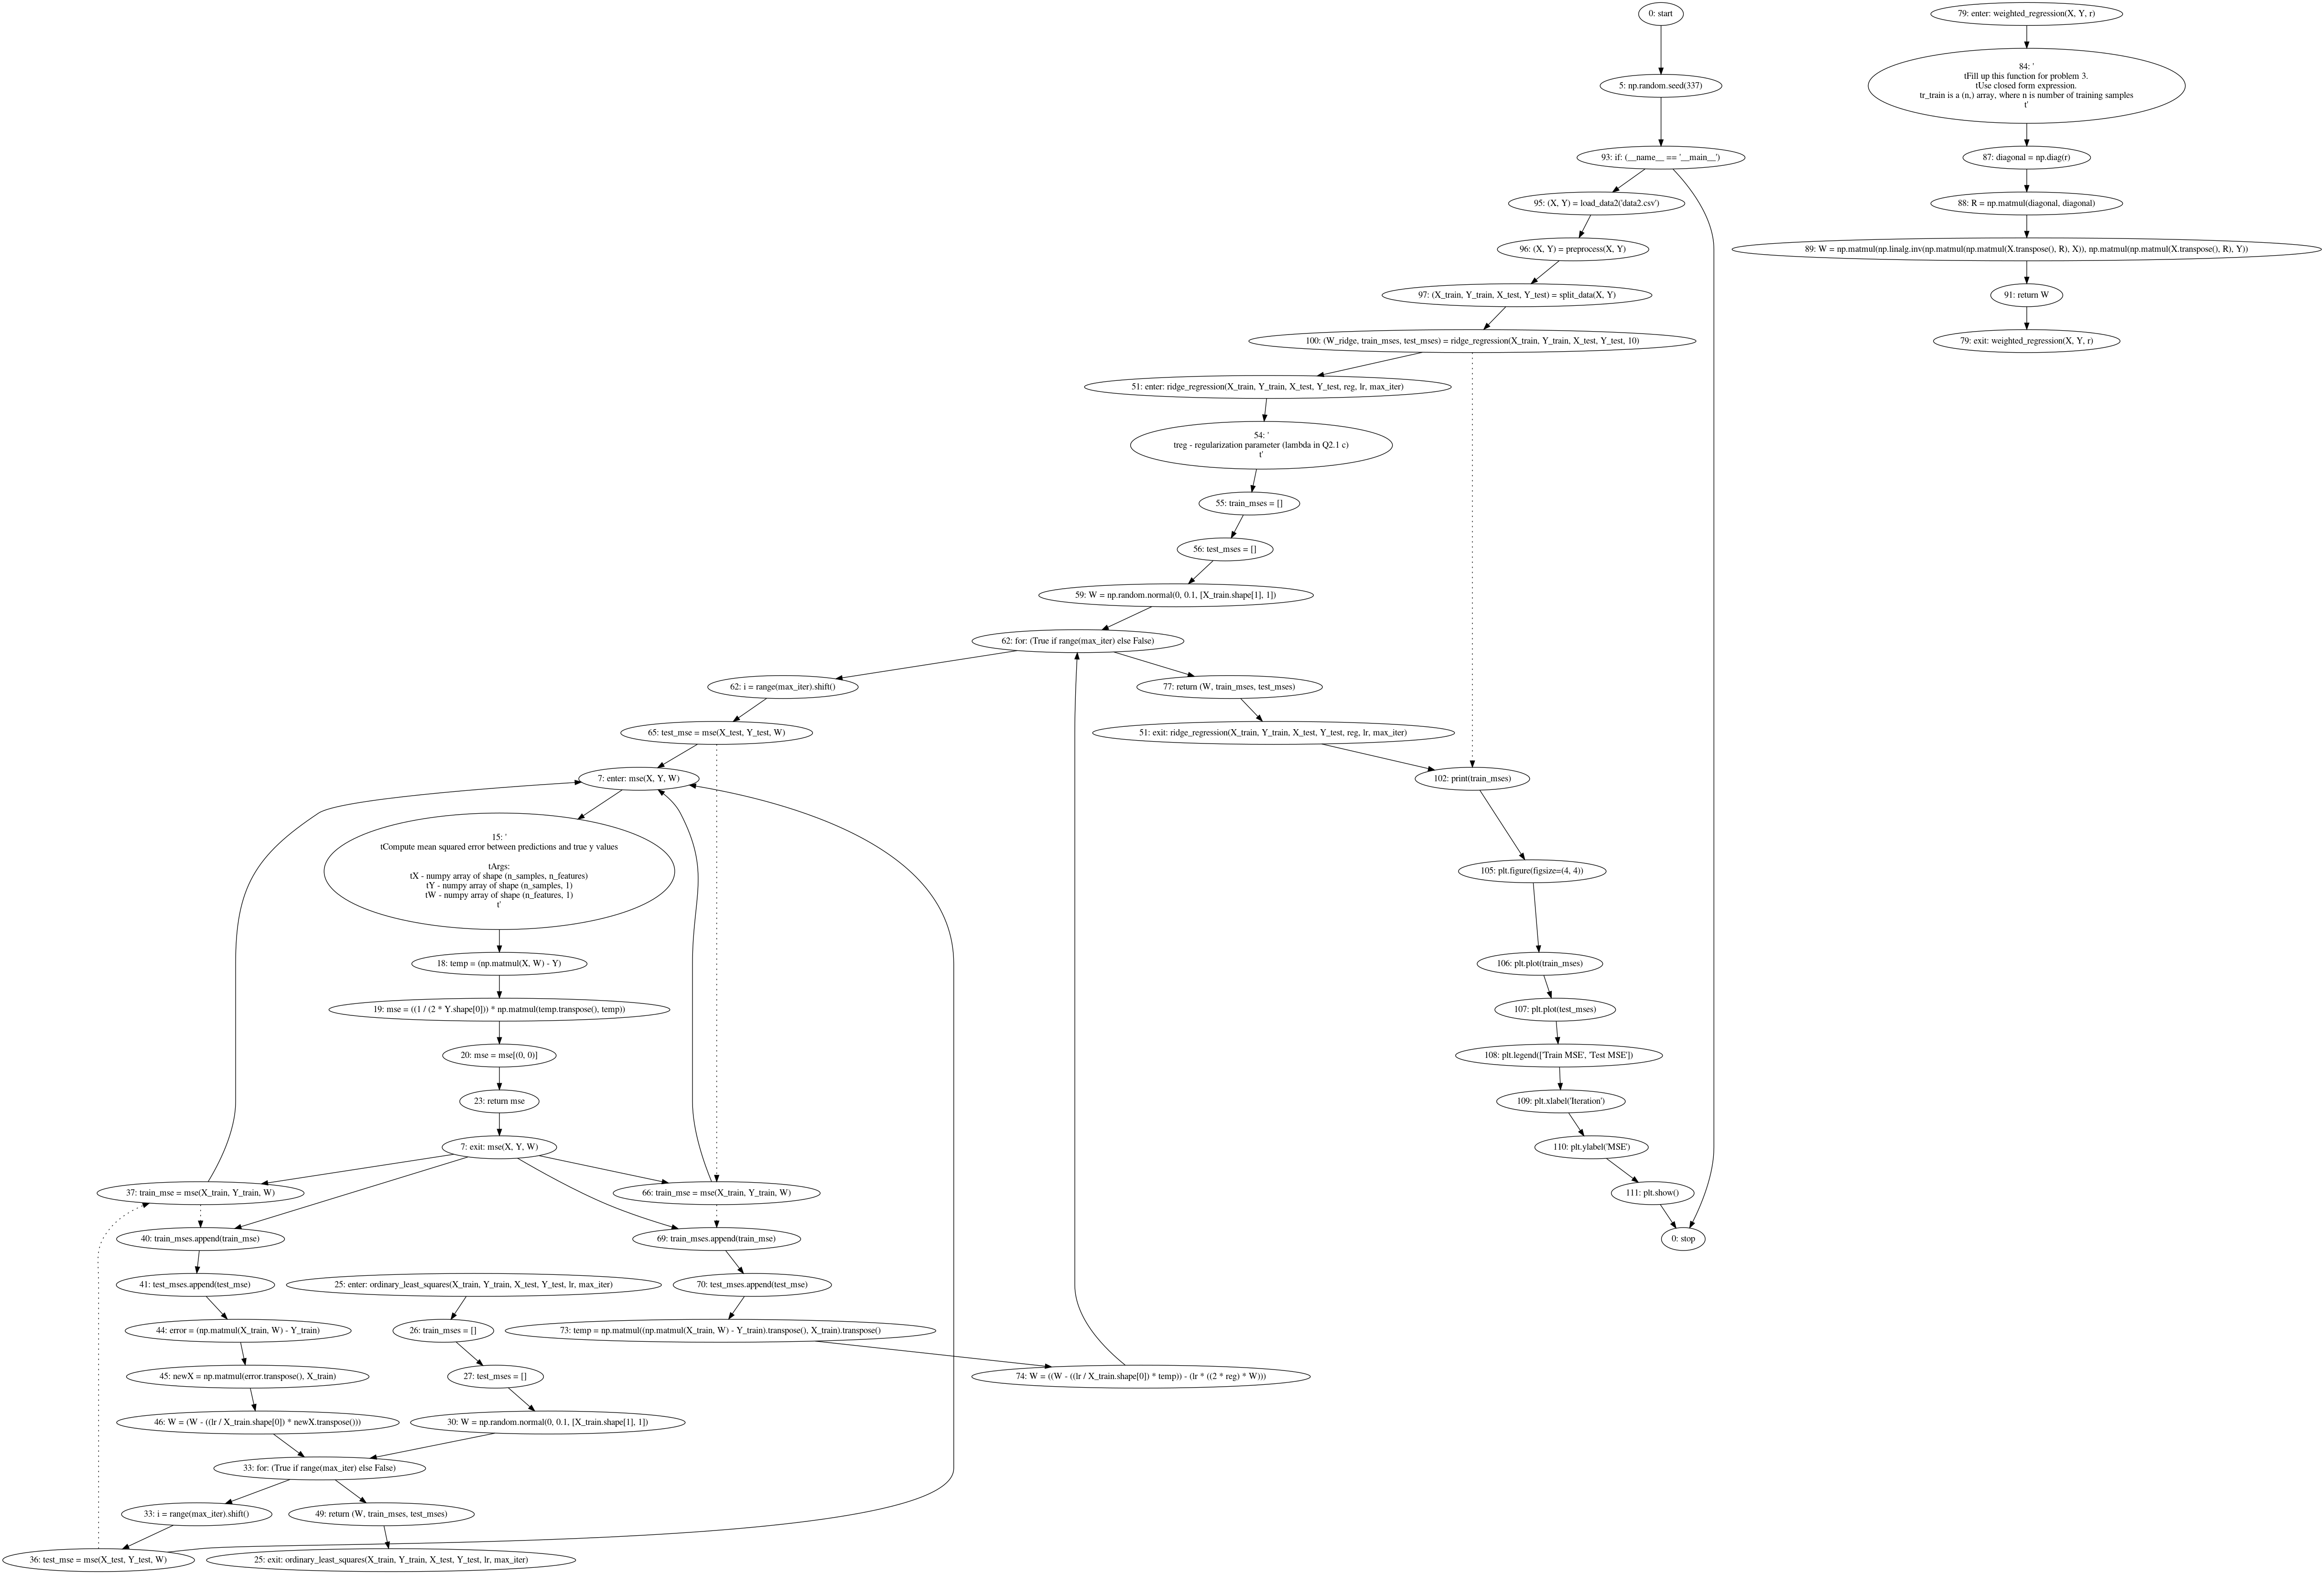 0: start
5: np.random.seed(337)
93: if: (__name__ == '__main__')
95: (X, Y) = load_data2('data2.csv')
96: (X, Y) = preprocess(X, Y)
97: (X_train, Y_train, X_test, Y_test) = split_data(X, Y)
100: (W_ridge, train_mses, test_mses) = ridge_regression(X_train, Y_train, X_test, Y_test, 10)
51: enter: ridge_regression(X_train, Y_train, X_test, Y_test, reg, lr, max_iter)
54: '
treg - regularization parameter (lambda in Q2.1 c)
t'
55: train_mses = []
56: test_mses = []
59: W = np.random.normal(0, 0.1, [X_train.shape[1], 1])
62: for: (True if range(max_iter) else False)
62: i = range(max_iter).shift()
77: return (W, train_mses, test_mses)
65: test_mse = mse(X_test, Y_test, W)
51: exit: ridge_regression(X_train, Y_train, X_test, Y_test, reg, lr, max_iter)
7: enter: mse(X, Y, W)
102: print(train_mses)
15: '
tCompute mean squared error between predictions and true y values
tArgs:
tX - numpy array of shape (n_samples, n_features)
tY - numpy array of shape (n_samples, 1)
tW - numpy array of shape (n_features, 1)
t'
105: plt.figure(figsize=(4, 4))
18: temp = (np.matmul(X, W) - Y)
106: plt.plot(train_mses)
19: mse = ((1 / (2 * Y.shape[0])) * np.matmul(temp.transpose(), temp))
107: plt.plot(test_mses)
20: mse = mse[(0, 0)]
108: plt.legend(['Train MSE', 'Test MSE'])
23: return mse
109: plt.xlabel('Iteration')
7: exit: mse(X, Y, W)
110: plt.ylabel('MSE')
37: train_mse = mse(X_train, Y_train, W)
66: train_mse = mse(X_train, Y_train, W)
111: plt.show()
40: train_mses.append(train_mse)
69: train_mses.append(train_mse)
0: stop
41: test_mses.append(test_mse)
25: enter: ordinary_least_squares(X_train, Y_train, X_test, Y_test, lr, max_iter)
70: test_mses.append(test_mse)
44: error = (np.matmul(X_train, W) - Y_train)
26: train_mses = []
73: temp = np.matmul((np.matmul(X_train, W) - Y_train).transpose(), X_train).transpose()
45: newX = np.matmul(error.transpose(), X_train)
27: test_mses = []
74: W = ((W - ((lr / X_train.shape[0]) * temp)) - (lr * ((2 * reg) * W)))
46: W = (W - ((lr / X_train.shape[0]) * newX.transpose()))
30: W = np.random.normal(0, 0.1, [X_train.shape[1], 1])
33: for: (True if range(max_iter) else False)
33: i = range(max_iter).shift()
49: return (W, train_mses, test_mses)
36: test_mse = mse(X_test, Y_test, W)
25: exit: ordinary_least_squares(X_train, Y_train, X_test, Y_test, lr, max_iter)
79: enter: weighted_regression(X, Y, r)
84: '
tFill up this function for problem 3.
tUse closed form expression.
tr_train is a (n,) array, where n is number of training samples
t'
87: diagonal = np.diag(r)
88: R = np.matmul(diagonal, diagonal)
89: W = np.matmul(np.linalg.inv(np.matmul(np.matmul(X.transpose(), R), X)), np.matmul(np.matmul(X.transpose(), R), Y))
91: return W
79: exit: weighted_regression(X, Y, r)